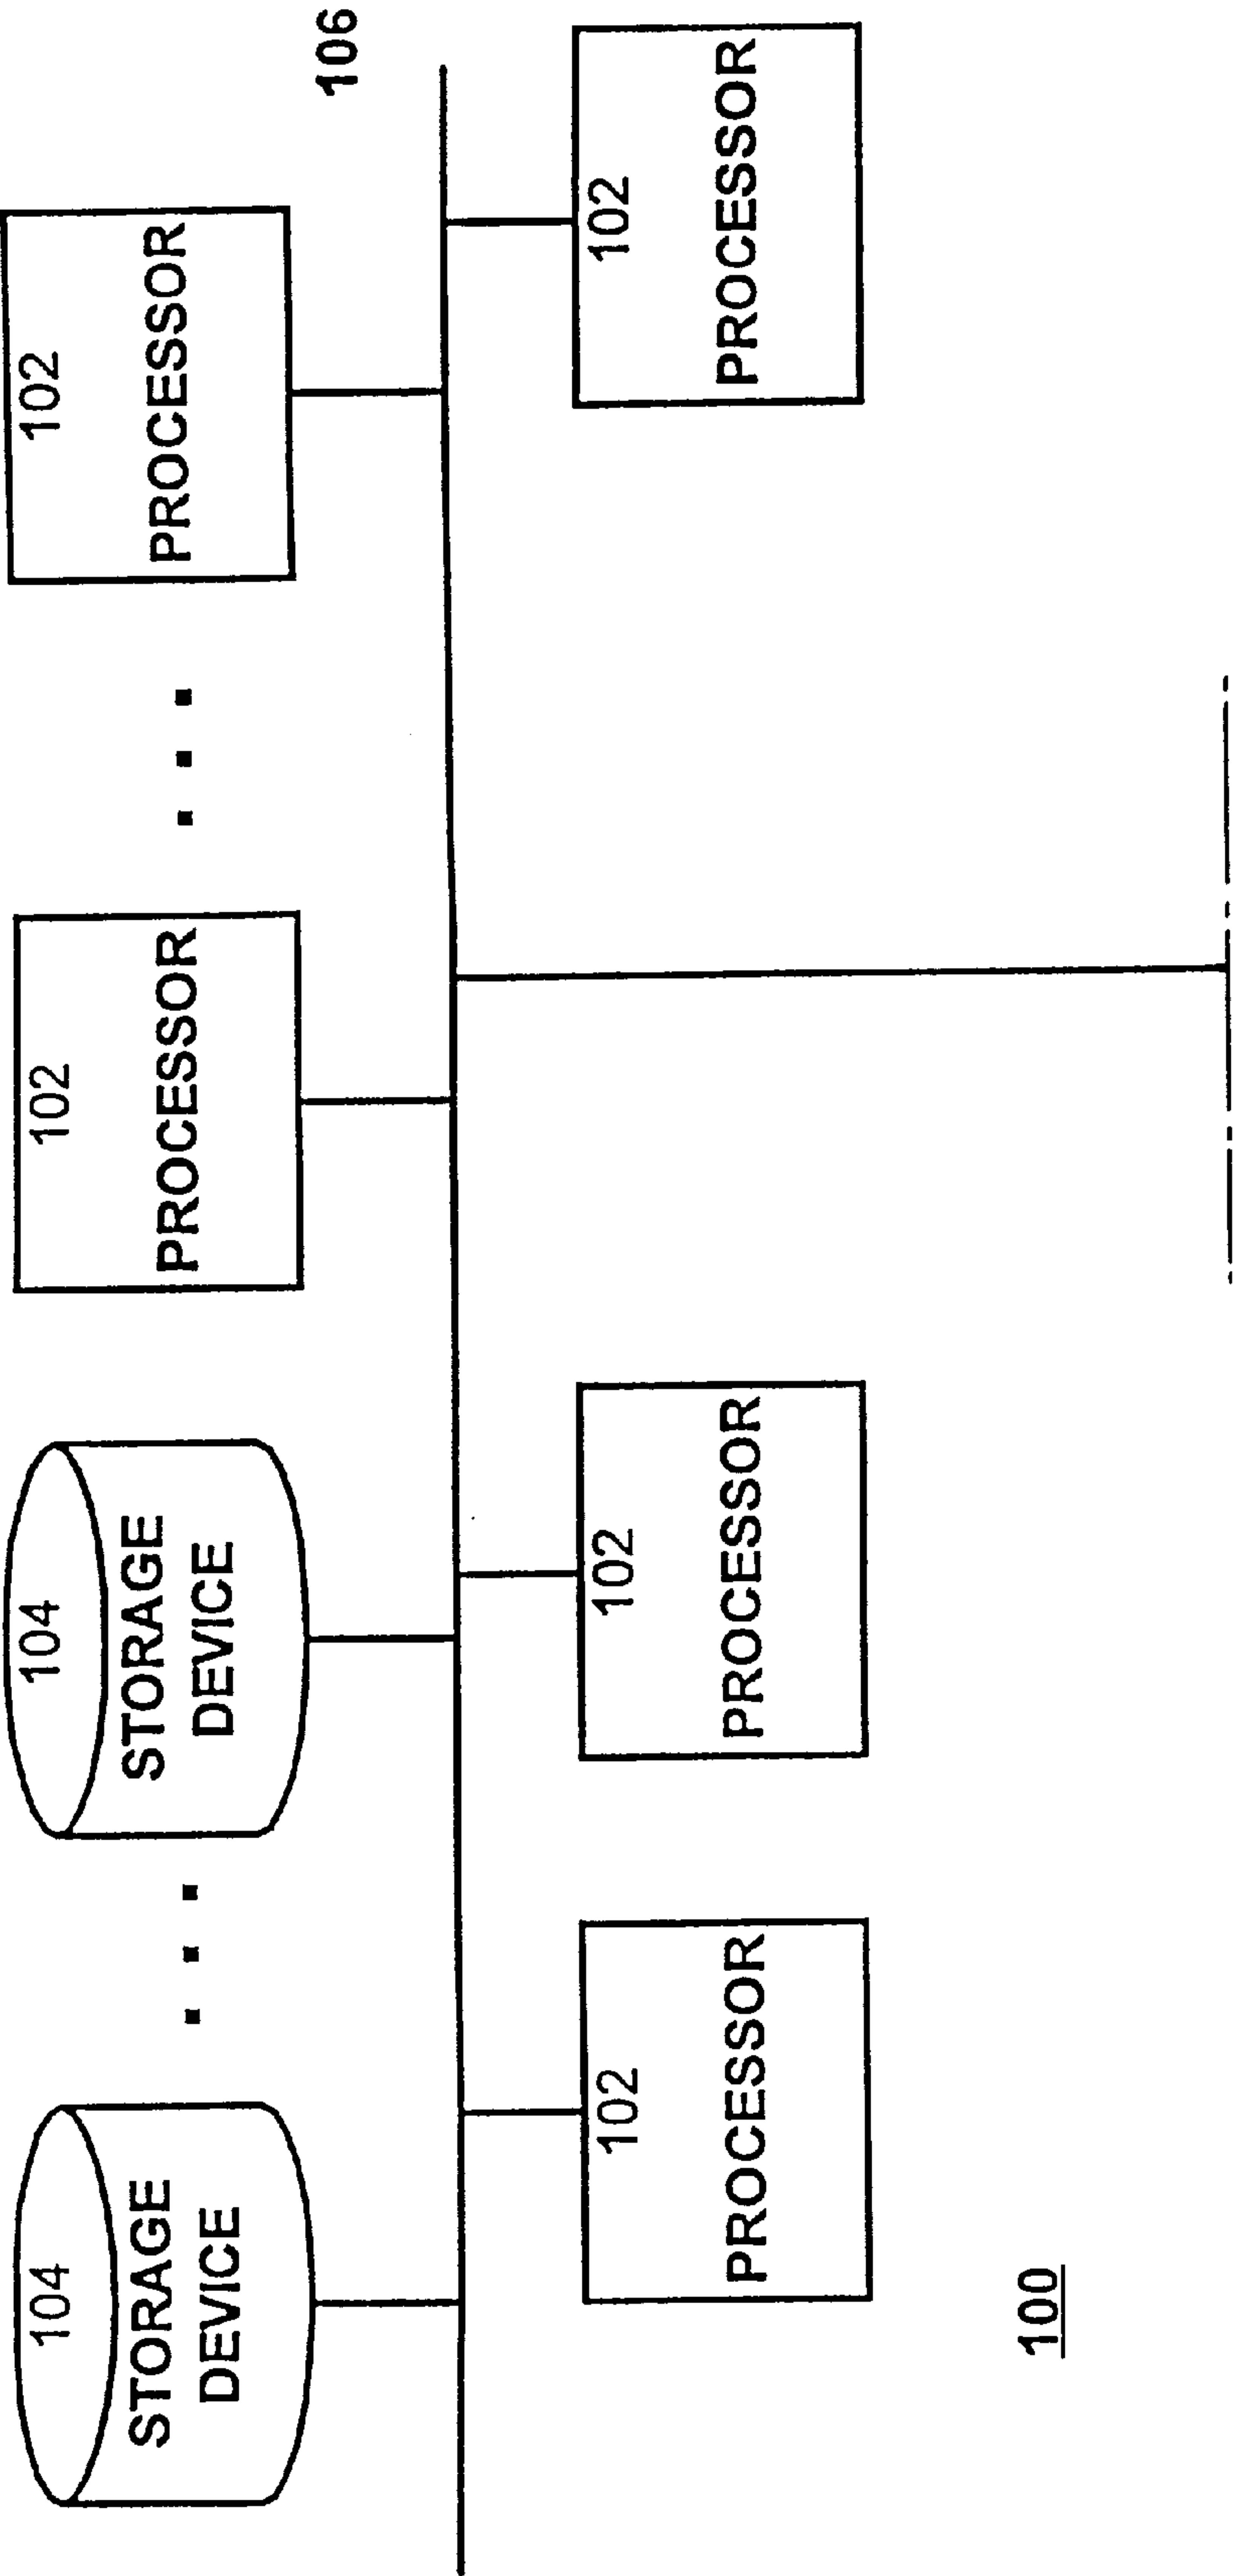 104
STORAGE
DEVICE
104
STORAGE
DEVICE
102
PROCESSOR
102
PROCESSOR
106
102
PROCESSOR
102
PROCESSOR
102
PROCESSOR
100